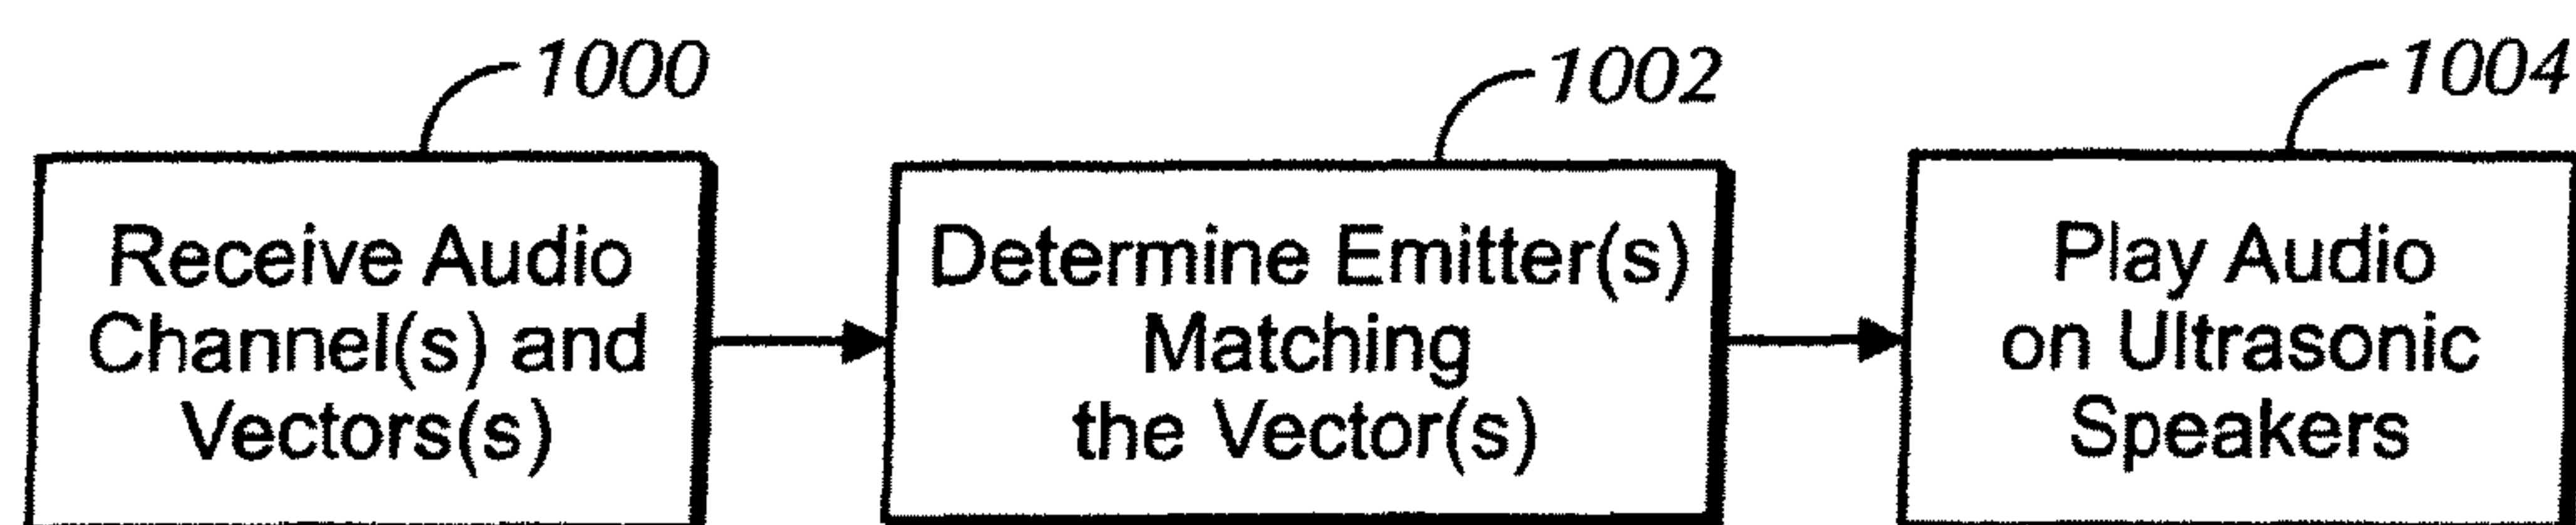 1000
Receive Audio
Channel(s) and
Vectors(s)
1002
Determine Emitter(s)
Matching
the Vector(s)
1004
Play Audio
on Ultrasonic
Speakers